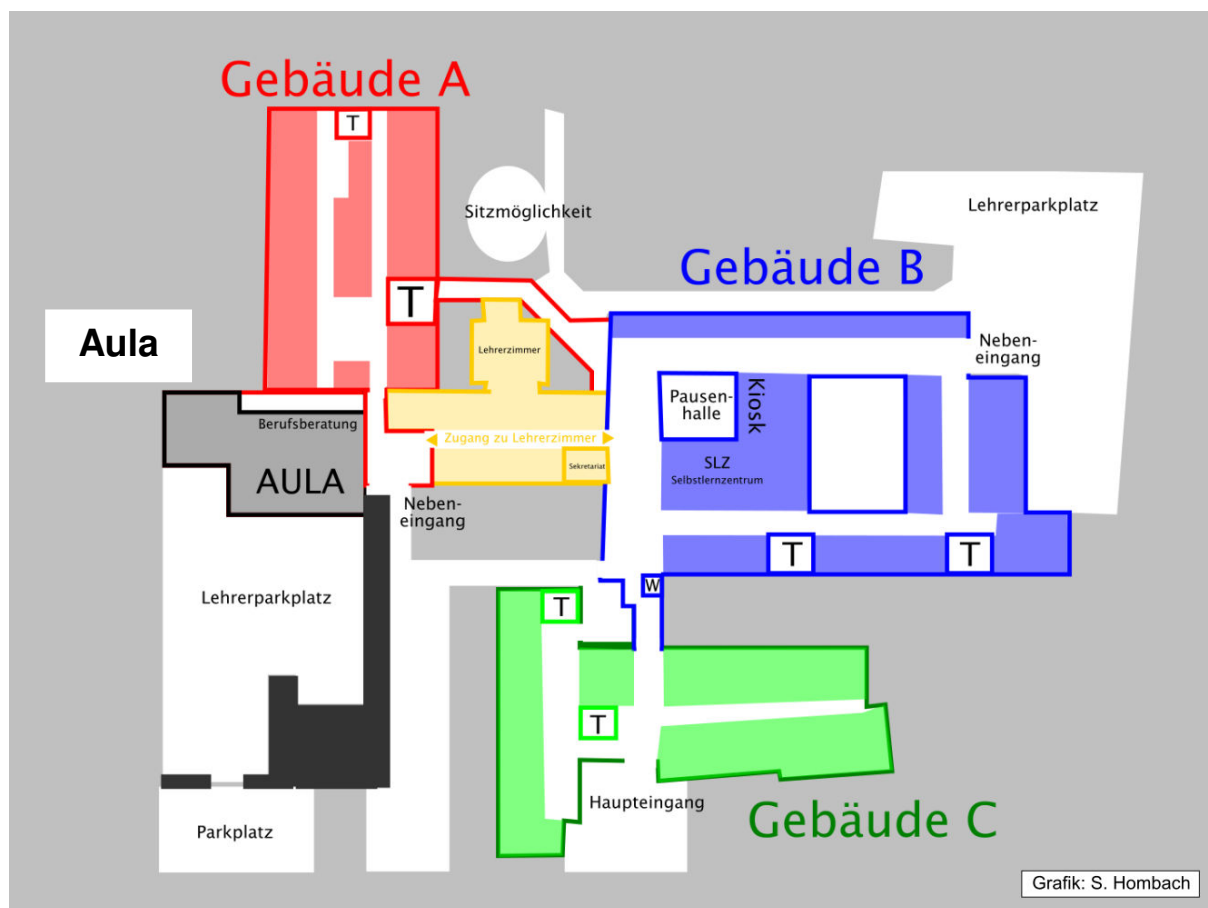 Gebäude A
T
Sitzmöglichkeit
Lehrerparkplatz
Gebäude B
T
Aula
Lehrerzimmer
Neben-
eingang
Pausen-
halle
Kiosk
Berufsberatung
Zugang zu Lehrerzimmer
Sekretariat
SLZ
Selbstlernzentrum
AULA
Neben-
eingang
T
T
W
Lehrerparkplatz
T
T
Haupteingang
Gebäude C
Parkplatz
Grafik: S. Hombach